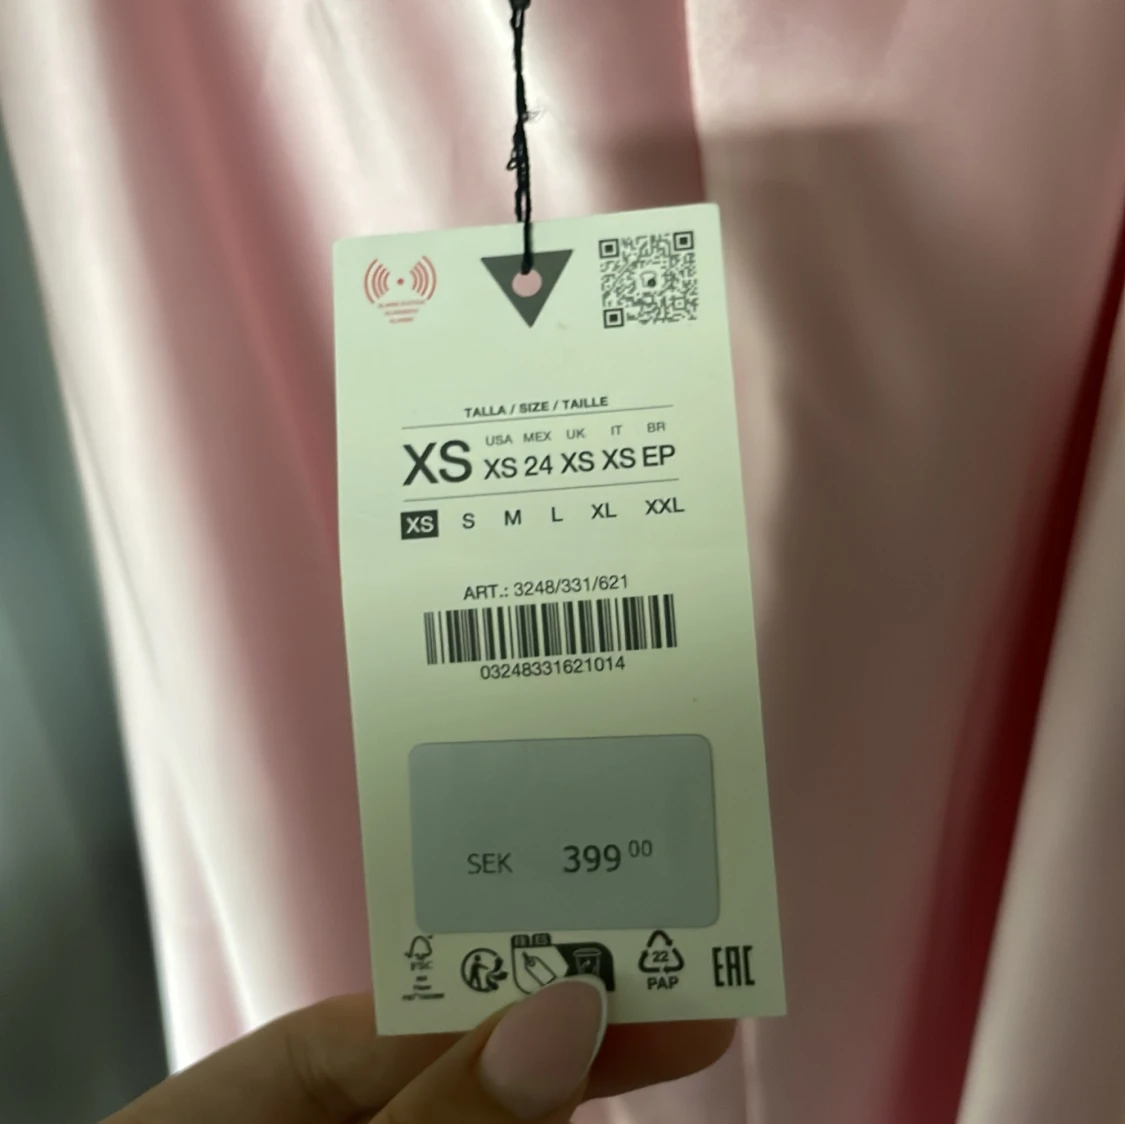 TALLA / SIZE / TAILLE
USA MEX UK IT BR
XS XS 24 XS XS EP
XS S M L XL XXL
ART.: 3248/331/621
03248331621014
SEK 399 00
22
PAP
EAC